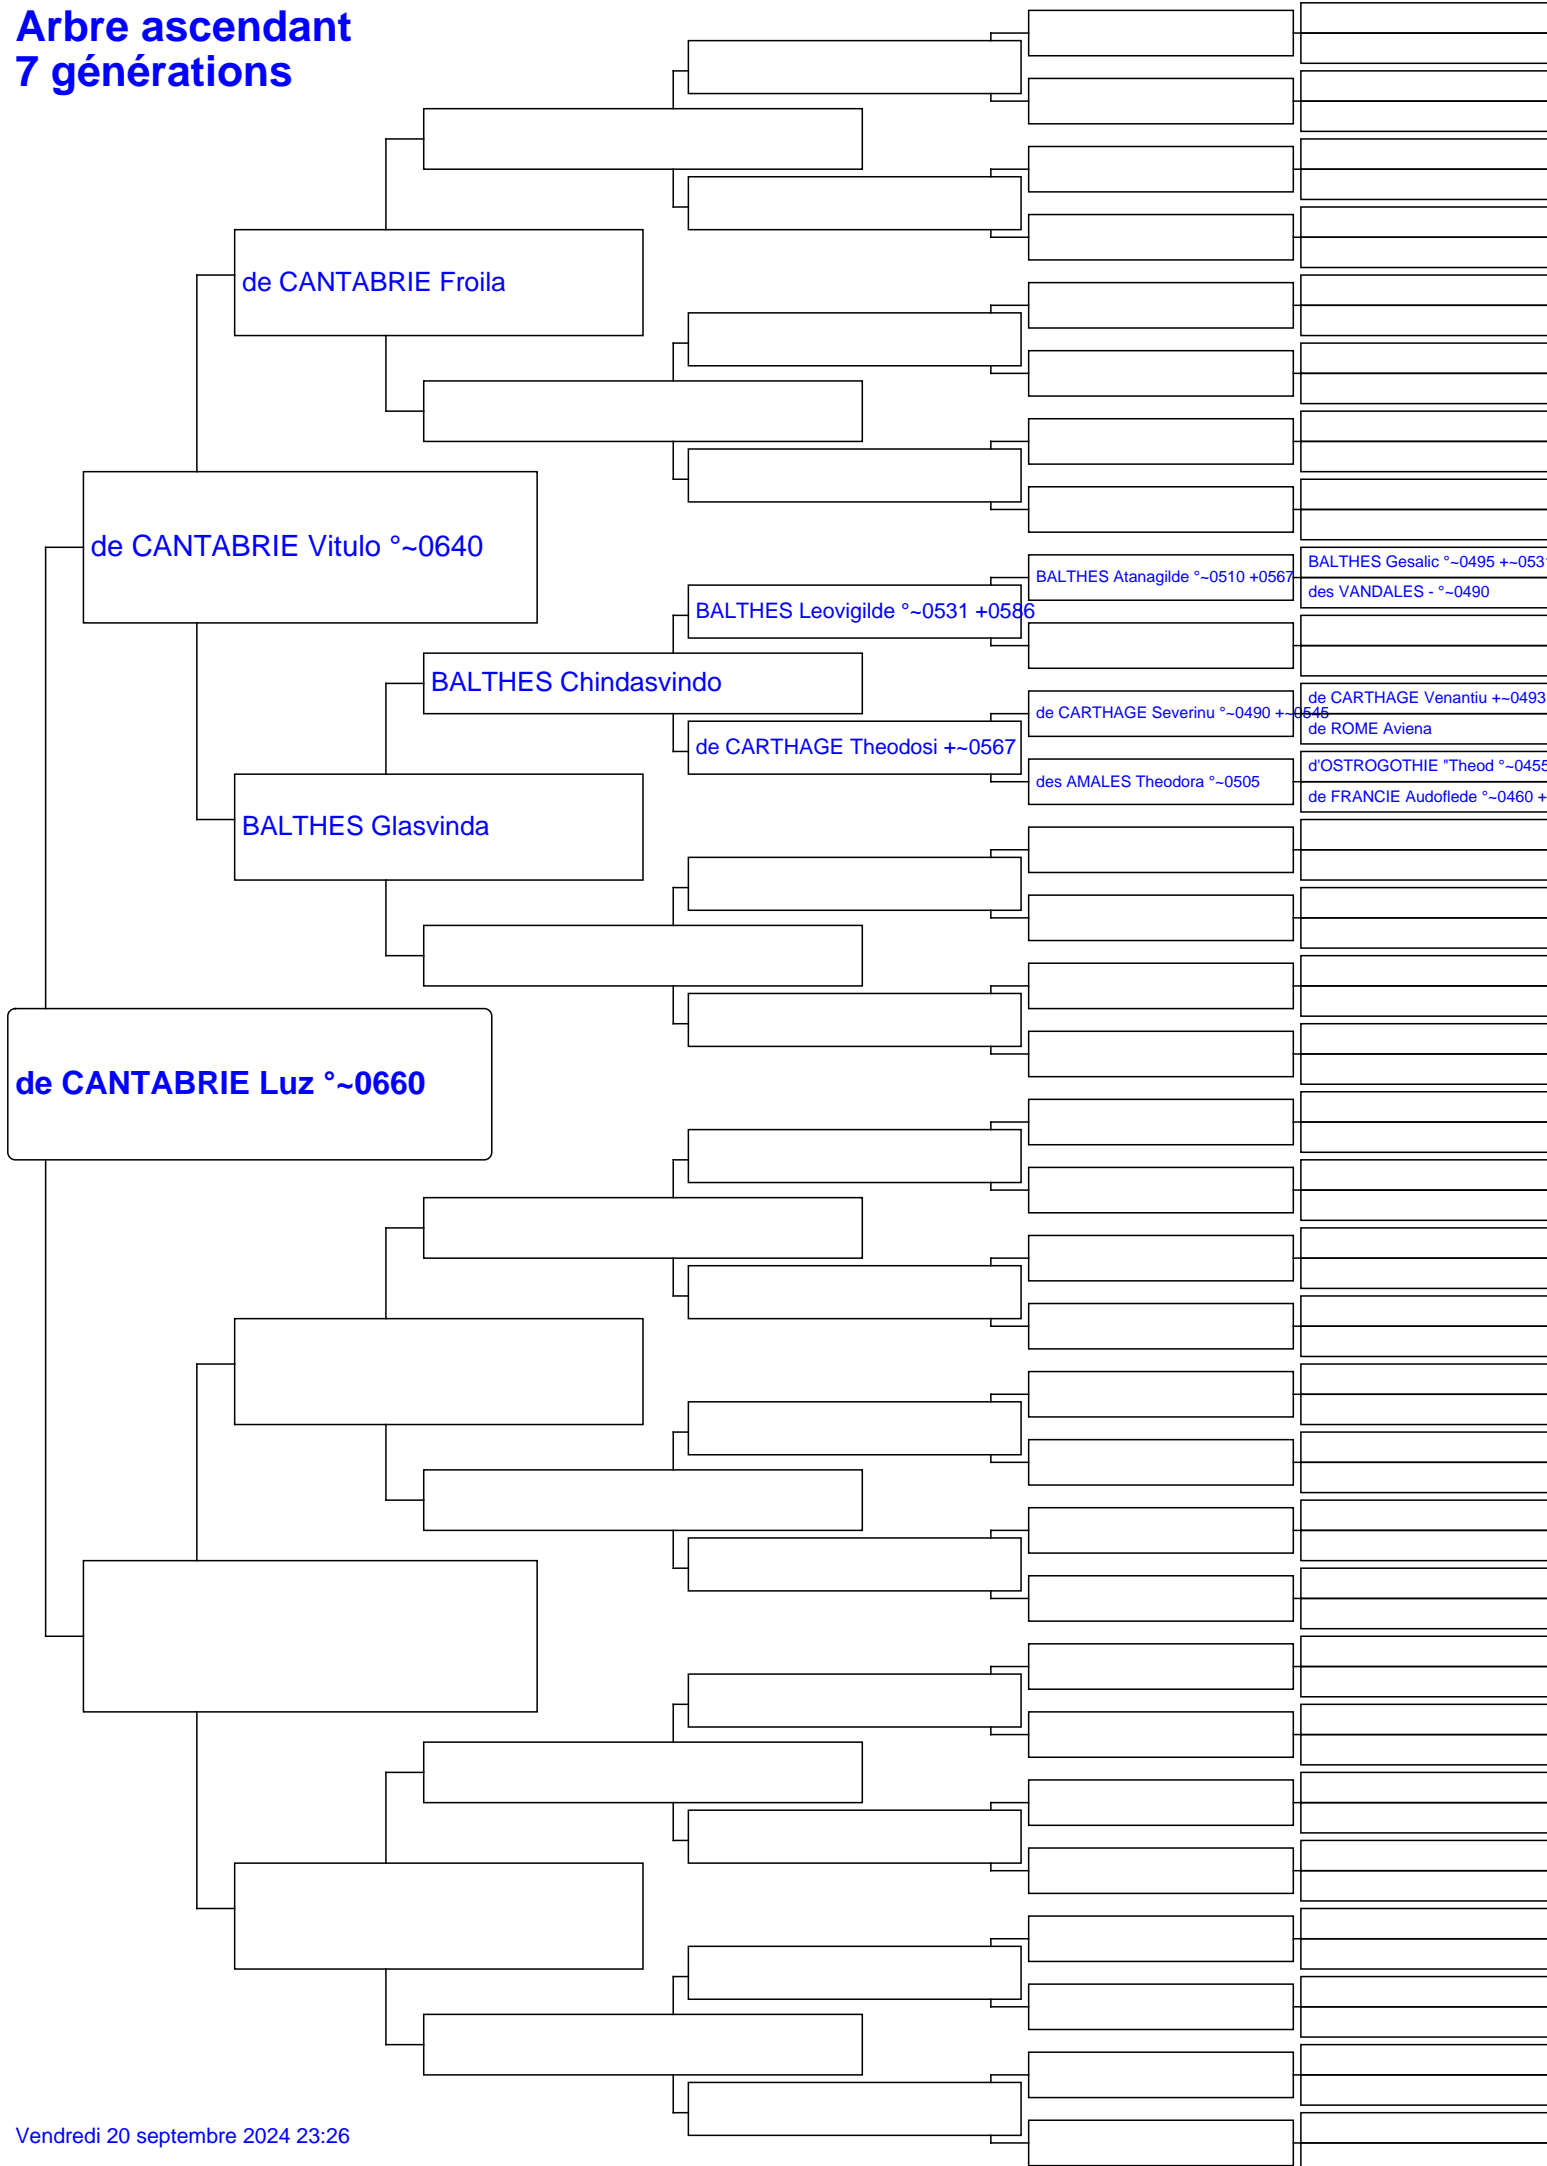 Arbre ascendant
7 générations
de CANTABRIE Froila
de CANTABRIE Vitulo °~0640
BALTHES Gesalic °~0495 +~0531
BALTHES Atanagilde °~0510 +0567
des VANDALES - °~0490
BALTHES Leovigilde °~0531 +0586
BALTHES Chindasvindo
de CARTHAGE Venantiu +~0493
de CARTHAGE Severinu °~0490 +~0545
de ROME Aviena
de CARTHAGE Theodosi +~0567
d'OSTROGOTHIE "Theod °~0455
des AMALES Theodora °~0505
de FRANCIE Audoflede °~0460 +
BALTHES Glasvinda
de CANTABRIE Luz °~0660
Vendredi 20 septembre 2024 23:26